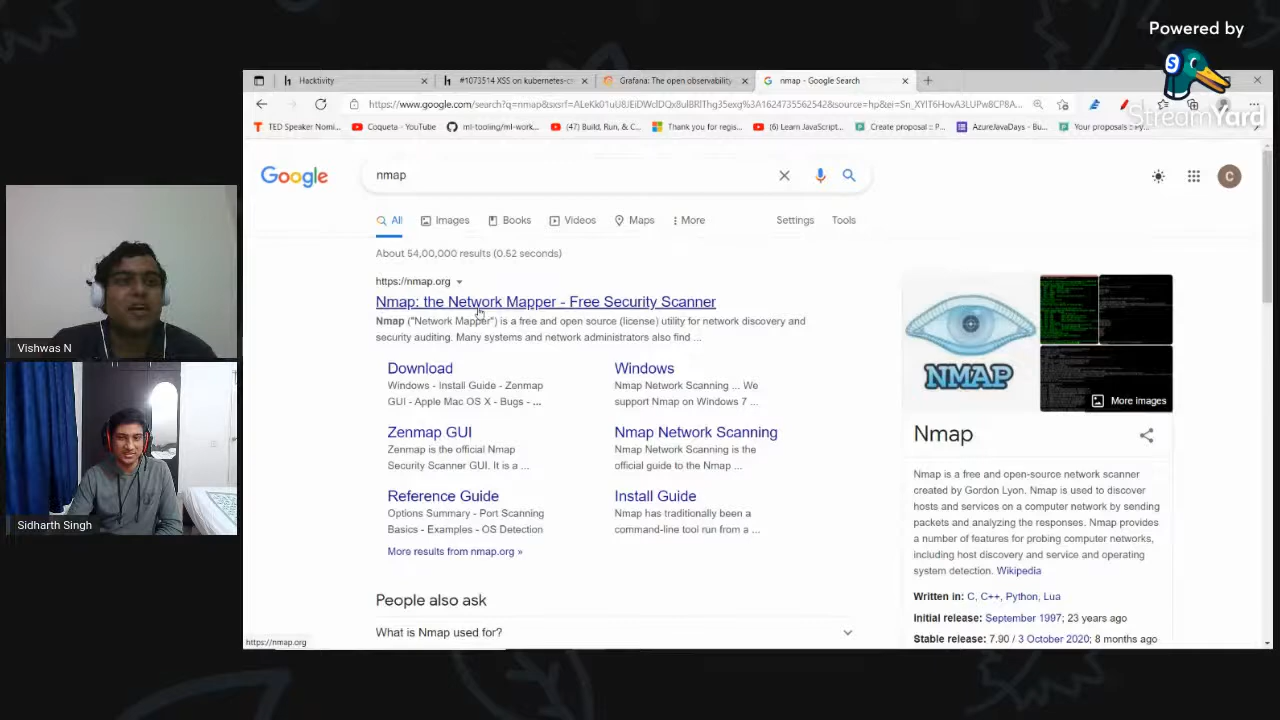 Powered by
StreamYard
Vishwas N
Sidharth Singh
Hacktivity
#1073514 XSS on kubernetes-cs
Grafana: The open observability
nmap - Google Search
TED Speaker Nomi...
Coqueta - YouTube
ml-tooling/ml-work...
(47) Build, Run, & C...
Thank you for regis...
(6) Learn JavaScript...
Create proposal :: P...
AzureJavaDays - Bu...
Your proposals :: Py
Google
nmap
C
All
Images
Books
Videos
Maps
More
Settings
Tools
About 54,00,000 results (0.52 seconds)
https://nmap.org
Nmap: the Network Mapper - Free Security Scanner
Nmap ("Network Mapper") is a free and open source (license) utility for network discovery and
security auditing. Many systems and network administrators also find ...
Download
Windows - Install Guide - Zenmap
GUI - Apple Mac OS X - Bugs - ...
Windows
Nmap Network Scanning ... We
support Nmap on Windows 7 ...
Zenmap GUI
Zenmap is the official Nmap
Security Scanner GUI. It is a ...
Nmap Network Scanning
Nmap Network Scanning is the
official guide to the Nmap ...
Reference Guide
Options Summary - Port Scanning
Basics - Examples - OS Detection
Install Guide
Nmap has traditionally been a
command-line tool run from a ...
More results from nmap.org »
People also ask
What is Nmap used for?
https://nmap.org
NMAP
More images
Nmap
Nmap is a free and open-source network scanner
created by Gordon Lyon. Nmap is used to discover
hosts and services on a computer network by sending
packets and analyzing the responses. Nmap provides
a number of features for probing computer networks,
including host discovery and service and operating
system detection. Wikipedia
Written in: C, C++, Python, Lua
Initial release: September 1997; 23 years ago
Stable release: 7.90 / 3 October 2020; 8 months ago